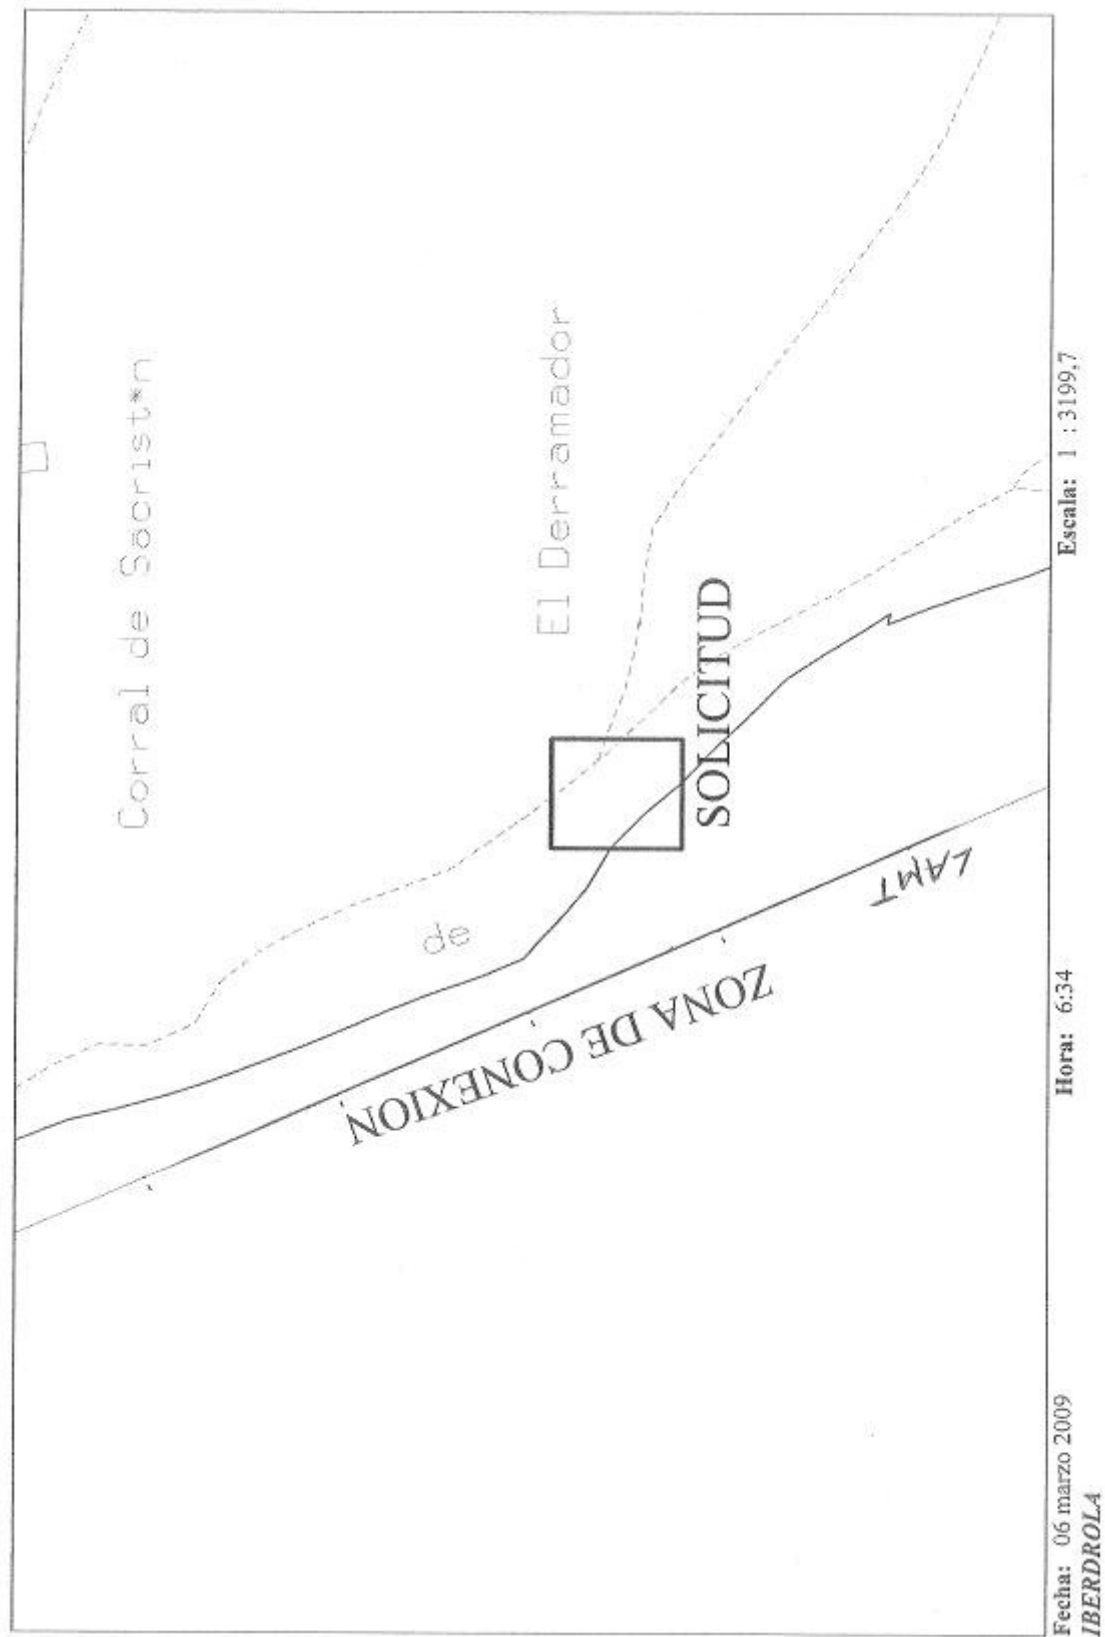 Corral de Sacrist*n
El Derramador
de
SOLICITUD
ZONA DE CONEXION
LAMT
Fecha: 06 marzo 2009 Hora: 6:34 Escala: 1 : 3199,7
IBERDROLA